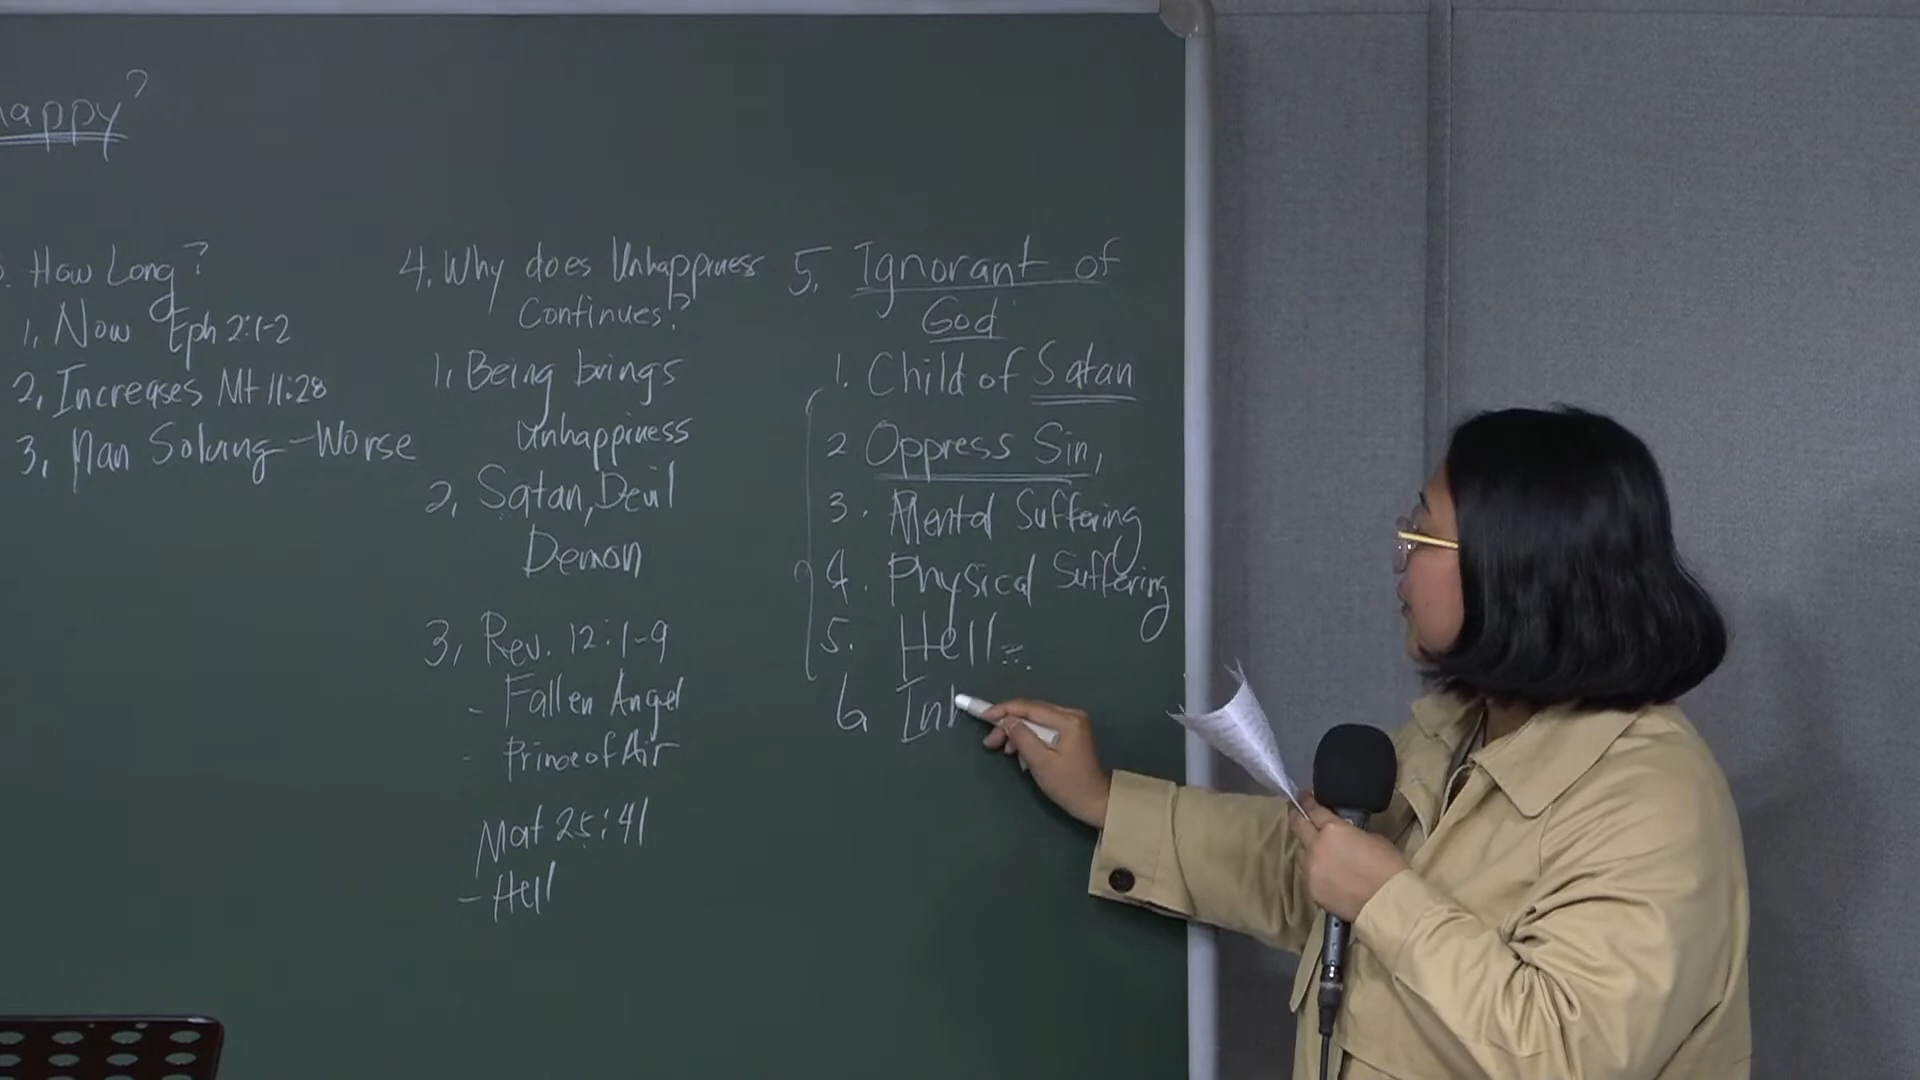 happy?
. How Long?
1, Now Eph 2:1-2
2, Increases Mt 11:28
3, Man Solving - Worse
4. Why does Unhappiness
Continues?
1, Being brings
unhappiness
2, Satan, Devil
Demon
3, Rev. 12:1-9
- Fallen Angel
- Prince of Air
Mat 25:41
- Hell
5. Ignorant of
God
1. Child of Satan
2 Oppress Sin,
3. Mental Suffering
4. Physical Suffering
5. Hell
6 Inh